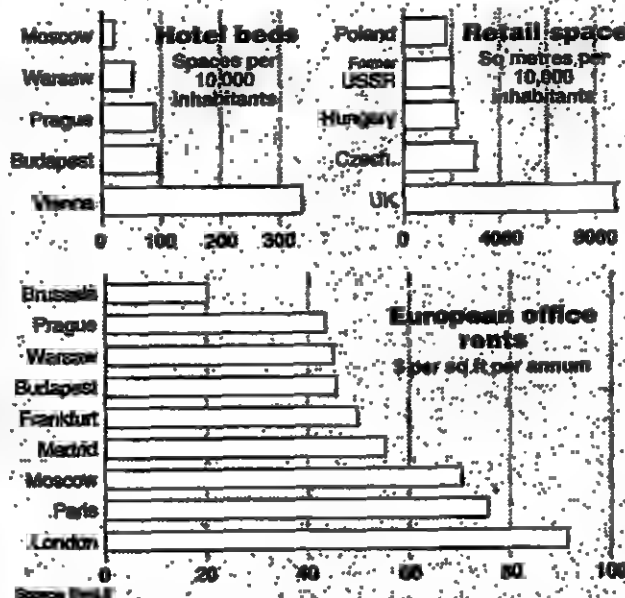 Hotel beds
Spaces per
10,000
inhabitants
Moscow
Warsaw
Prague
Budapest
Vienna
0 100 200 300
Retail space
Sq metres per
10,000
inhabitants
Poland
Former
USSR
Hungary
Czech.
UK
0 4000 8000
European office
rents
$ per sq.ft per annum
Brussels
Prague
Warsaw
Budapest
Frankfurt
Madrid
Moscow
Paris
London
0 20 40 60 80 100